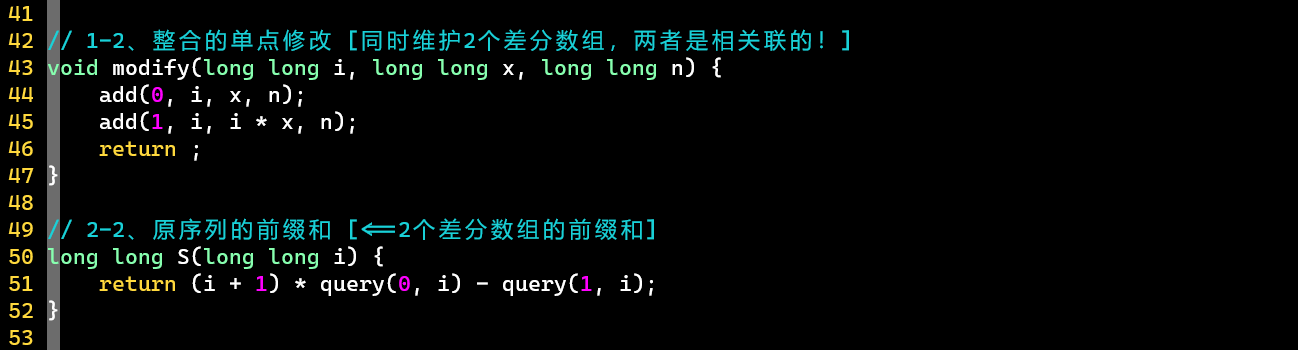 41
42 // 1-2、整合的单点修改 [同时维护2个差分数组，两者是相关联的！]
43 void modify(long long i, long long x, long long n) {
44     add(0, i, x, n);
45     add(1, i, i * x, n);
46     return ;
47 }
48
49 // 2-2、原序列的前缀和 [<==2个差分数组的前缀和]
50 long long S(long long i) {
51     return (i + 1) * query(0, i) - query(1, i);
52 }
53